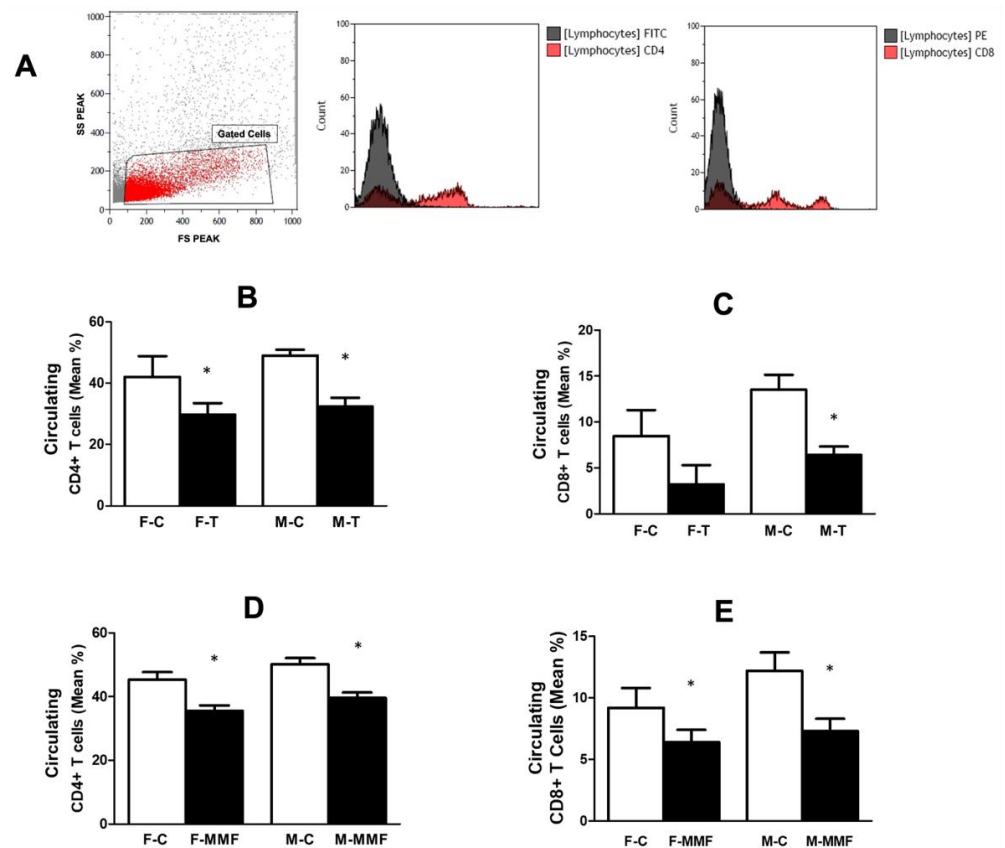 A
1000
800
600
400
200
0
SS PEAK
Gated Cells
0 200 400 600 800 1000
FS PEAK
100
80
60
40
20
0
Count
[Lymphocytes] FITC
[Lymphocytes] CD4
100
80
60
40
20
0
Count
[Lymphocytes] PE
[Lymphocytes] CD8
B
60
40
20
0
Circulating
CD4+ T cells (Mean %)
* *
F-C F-T M-C M-T
C
20
15
10
5
0
Circulating
CD8+ T cells (Mean %)
*
F-C F-T M-C M-T
D
60
40
20
0
Circulating
CD4+ T cells (Mean %)
* *
F-C F-MMF M-C M-MMF
E
15
10
5
0
Circulating
CD8+ T Cells (Mean %)
* *
F-C F-MMF M-C M-MMF